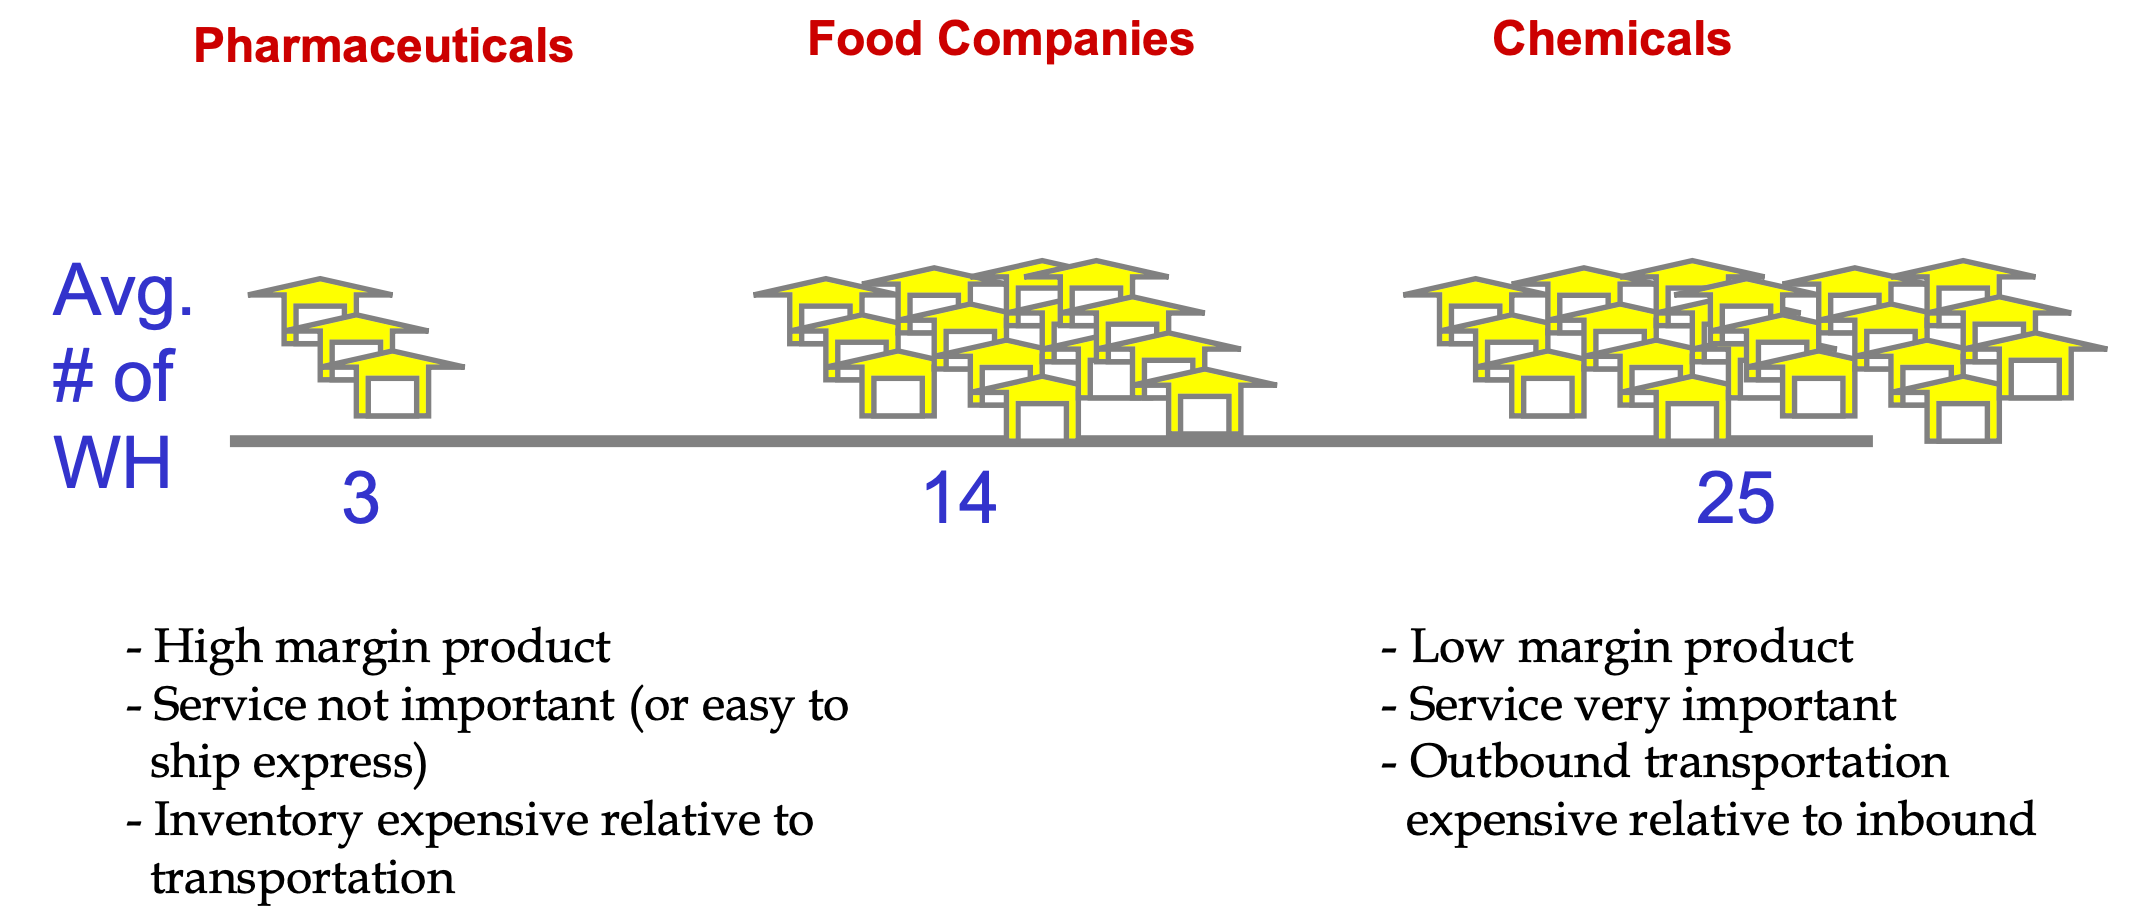 Pharmaceuticals
Food Companies
Chemicals
Avg.
# of
WH
3
14
25
- High margin product
- Service not important (or easy to
ship express)
- Inventory expensive relative to
transportation
- Low margin product
- Service very important
- Outbound transportation
expensive relative to inbound